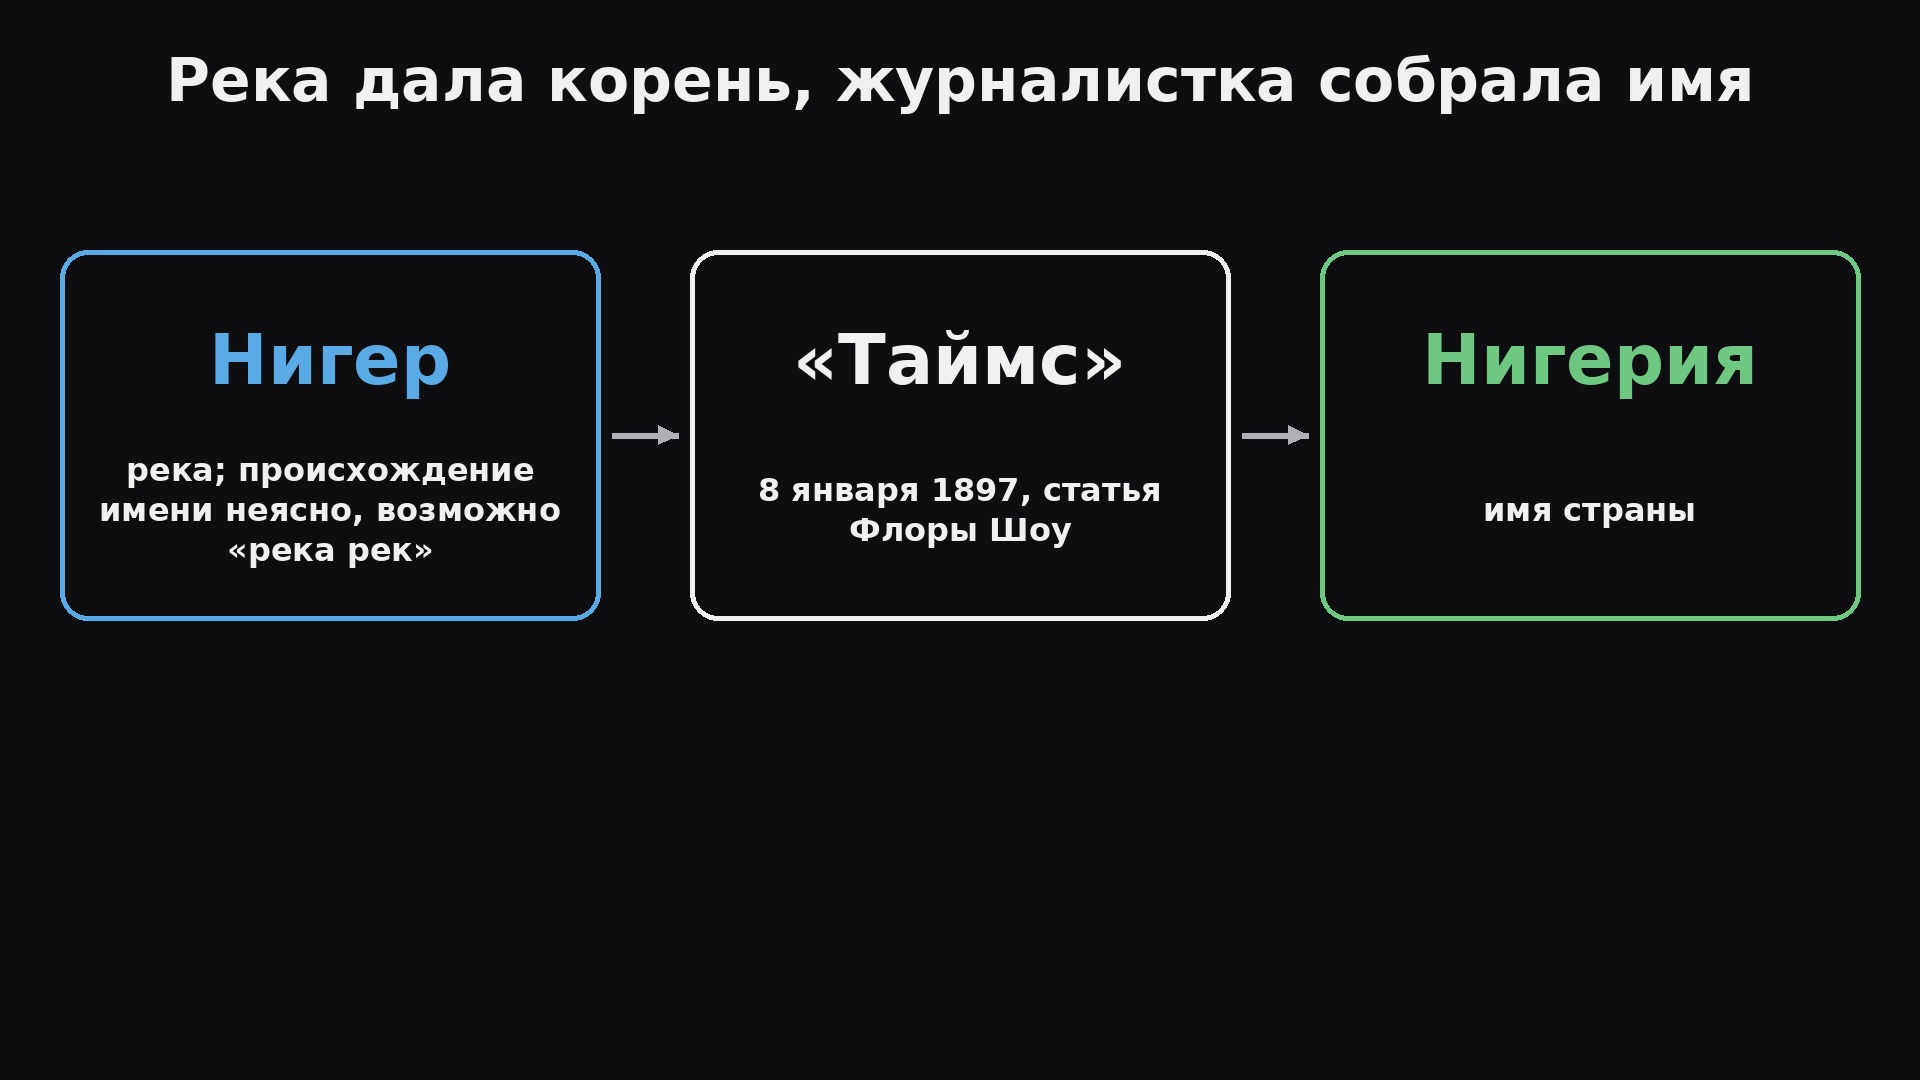 Река дала корень, журналистка собрала имя
Нигер
река; происхождение
имени неясно, возможно
«река рек»
«Таймс»
8 января 1897, статья
Флоры Шоу
Нигерия
имя страны